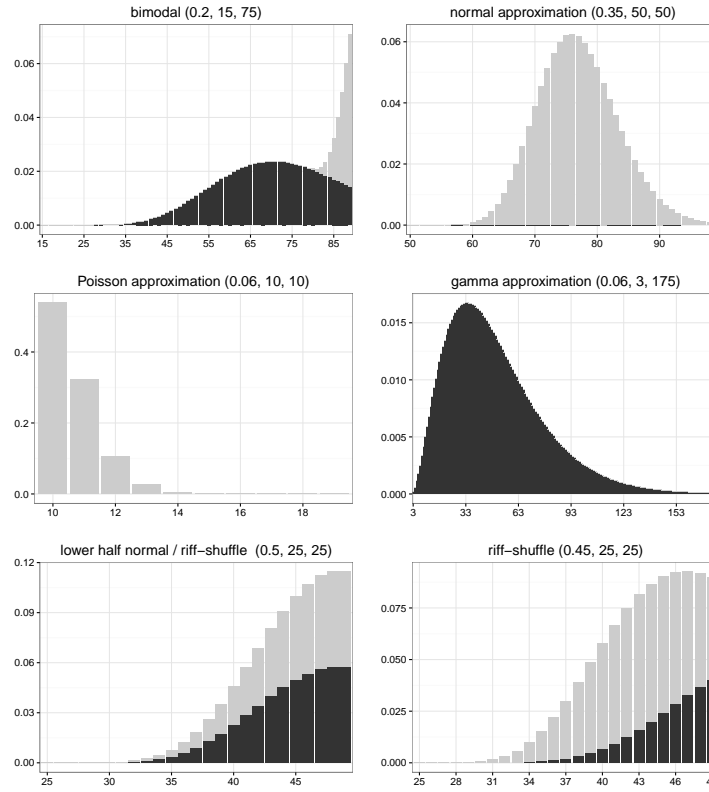 bimodal (0.2, 15, 75)
0.06
0.04
0.02
0.00
15 25 35 45 55 65 75 85
normal approximation (0.35, 50, 50)
0.06
0.04
0.02
0.00
50 60 70 80 90
Poisson approximation (0.06, 10, 10)
0.4
0.2
0.0
10 12 14 16 18
gamma approximation (0.06, 3, 175)
0.015
0.010
0.005
0.000
3 33 63 93 123 153
lower half normal / riff−shuffle (0.5, 25, 25)
0.12
0.09
0.06
0.03
0.00
25 30 35 40 45
riff−shuffle (0.45, 25, 25)
0.075
0.050
0.025
0.000
25 28 31 34 37 40 43 46